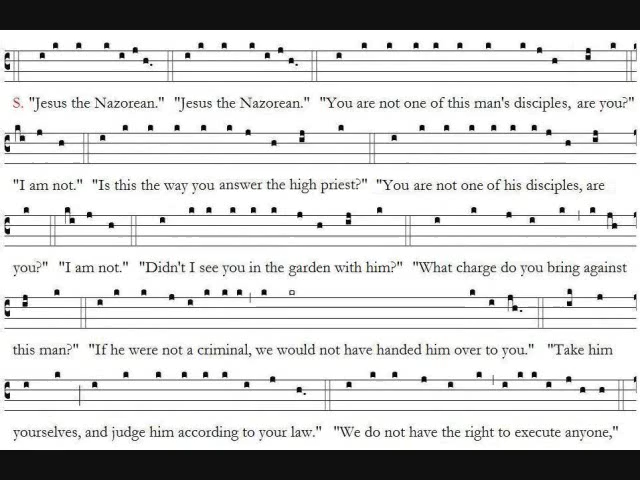 S. "Jesus the Nazorean." "Jesus the Nazorean." "You are not one of this man's disciples, are you?"
"I am not." "Is this the way you answer the high priest?" "You are not one of his disciples, are
you?" "I am not." "Didn't I see you in the garden with him?" "What charge do you bring against
this man?" "If he were not a criminal, we would not have handed him over to you." "Take him
yourselves, and judge him according to your law." "We do not have the right to execute anyone,"